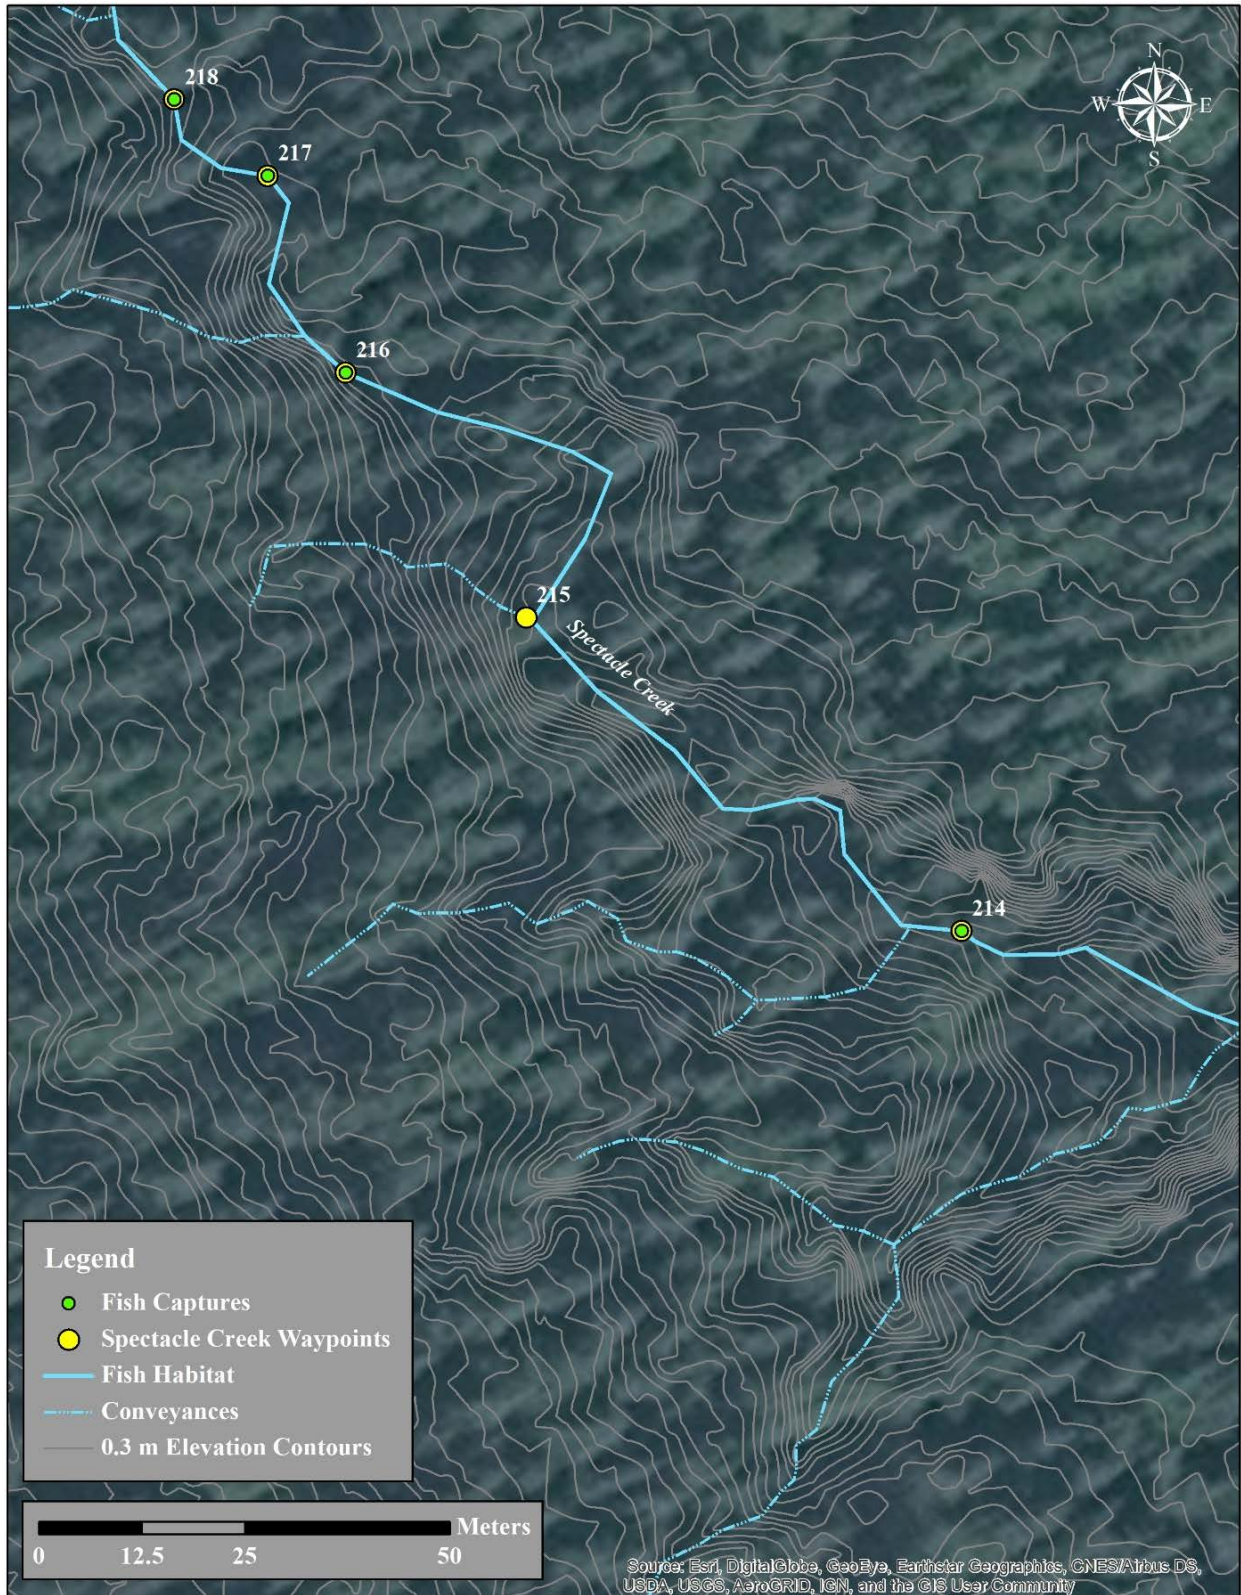 218
N
W E
S
217
216
215
Spectacle Creek
214
Legend
Fish Captures
Spectacle Creek Waypoints
Fish Habitat
Conveyances
0.3 m Elevation Contours
Meters
0 12.5 25 50
Source: Esri, DigitalGlobe, GeoEye, Earthstar Geographics, CNES/Airbus DS,
USDA, USGS, AeroGRID, IGN, and the GIS User Community